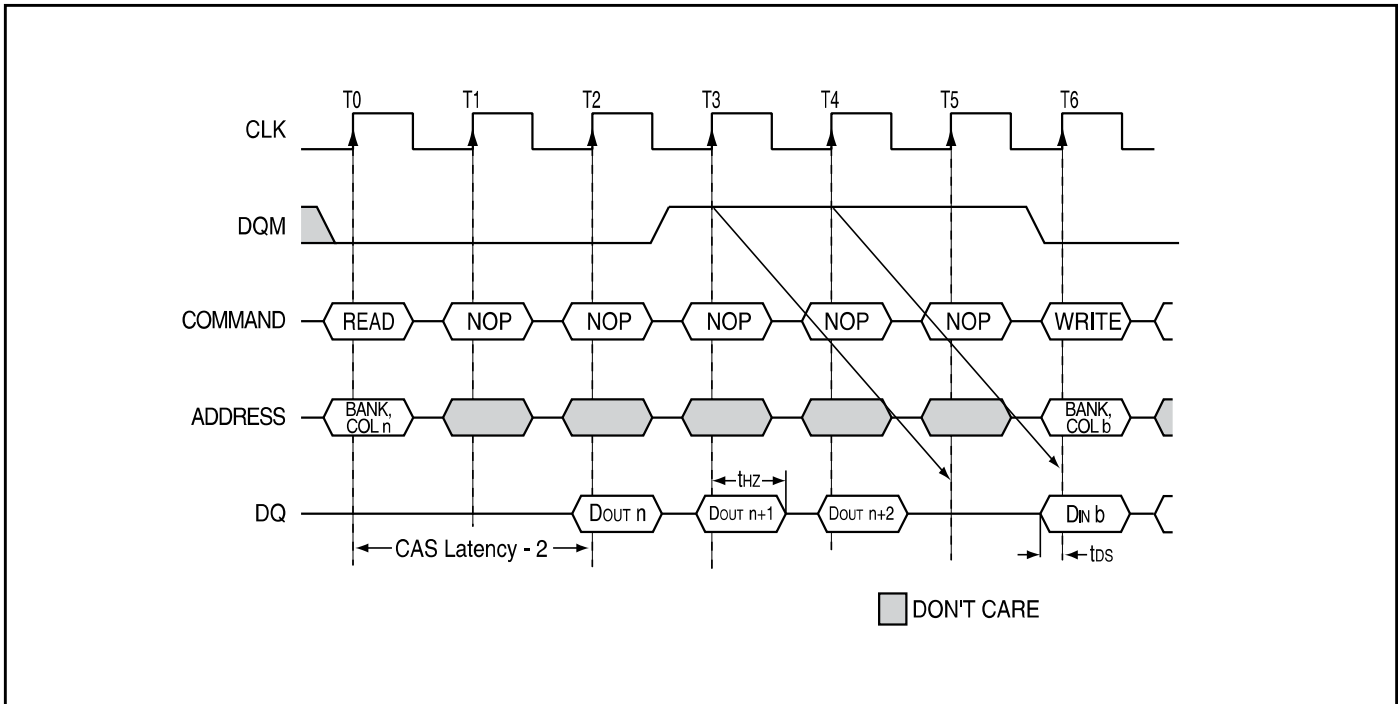 T0 T1 T2 T3 T4 T5 T6
CLK
DQM
COMMAND READ NOP NOP NOP NOP NOP WRITE
ADDRESS BANK, COL n BANK, COL b
tHZ
DQ DOUT n DOUT n+1 DOUT n+2 DIN b
CAS Latency - 2 tDS
DON'T CARE